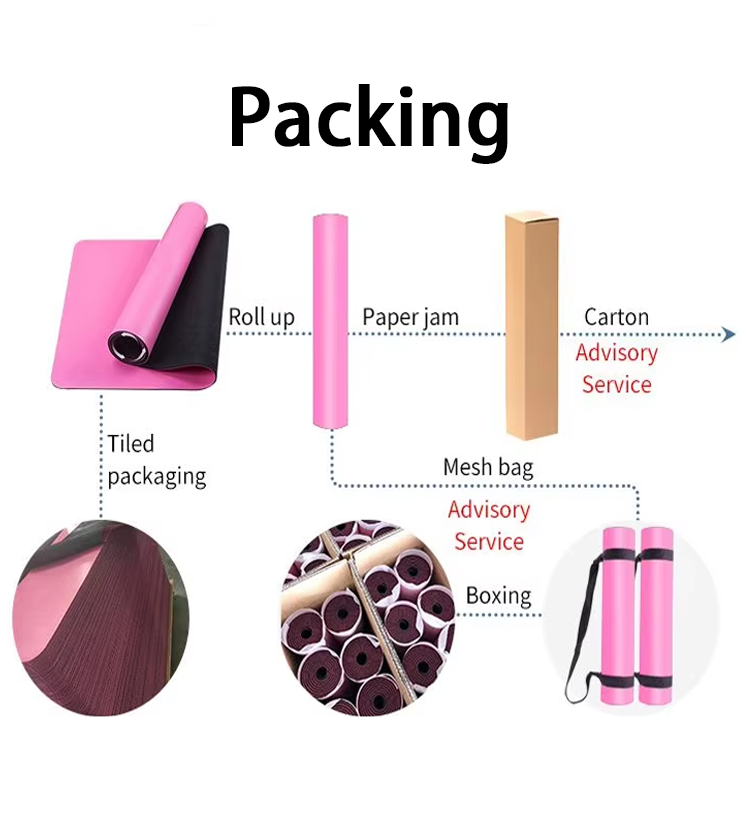 Packing
Roll up
Paper jam
Carton
Advisory
Service
Tiled
packaging
Mesh bag
Advisory
Service
Boxing